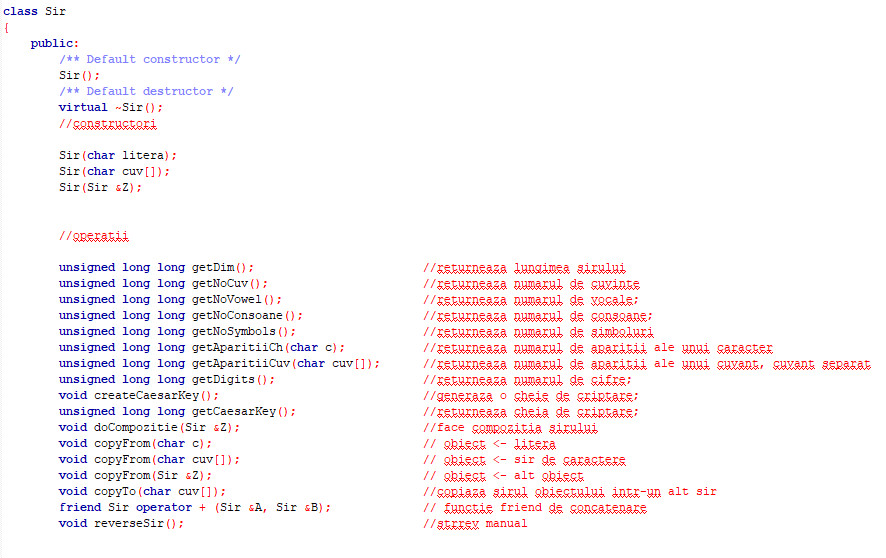 class Sir
{
public:
/** Default constructor */
Sir();
/** Default destructor */
virtual ~Sir();
//constructori
Sir(char litera);
Sir(char cuv[]);
Sir(Sir &Z);
//operatii
unsigned long long getDim(); //returneaza lungimea sirului
unsigned long long getNoCuv(); //returneaza numarul de cuvinte
unsigned long long getNoVowel(); //returneaza numarul de vocale;
unsigned long long getNoConsoane(); //returneaza numarul de consoane;
unsigned long long getNoSymbols(); //returneaza numarul de simboluri
unsigned long long getAparitiiCh(char c); //returneaza numarul de aparitii ale unui caracter
unsigned long long getAparitiiCuv(char cuv[]); //returneaza numarul de aparitii ale unui cuvant, cuvant separat
unsigned long long getDigits(); //returneaza numarul de cifre;
void createCaesarKey(); //generaza o cheie de criptare;
unsigned long long getCaesarKey(); //returneaza cheia de criptare;
void doCompozitie(Sir &Z); //face compozitia sirului
void copyFrom(char c); // obiect <- litera
void copyFrom(char cuv[]); // obiect <- sir de caractere
void copyFrom(Sir &Z); // obiect <- alt obiect
void copyTo(char cuv[]); //copiaza sirul obiectului intr-un alt sir
friend Sir operator + (Sir &A, Sir &B); // functie friend de concatenare
void reverseSir(); //strrev manual